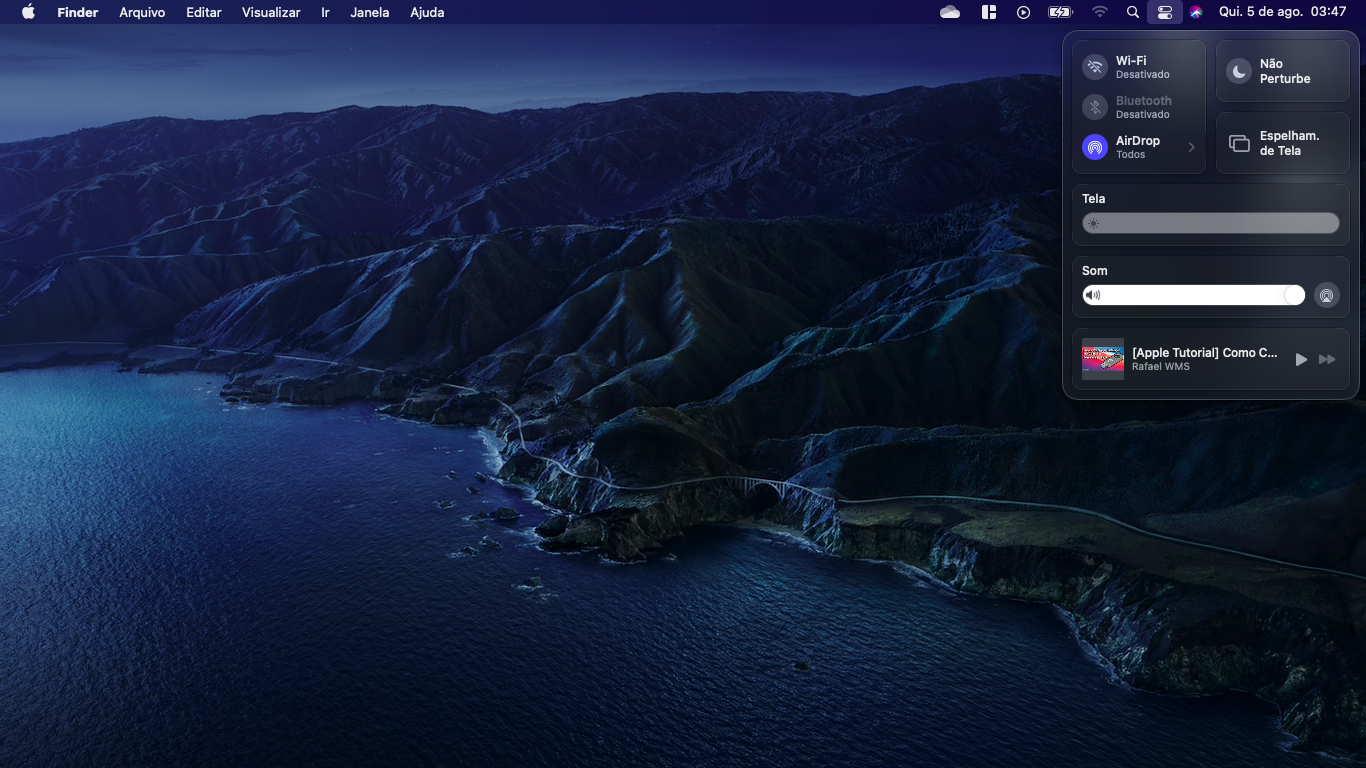 Finder Arquivo Editar Visualizar Ir Janela Ajuda Qui. 5 de ago. 03:47
Wi-Fi
Desativado
Bluetooth
Desativado
AirDrop
Todos
Não
Perturbe
Espelham.
de Tela
Tela
Som
[Apple Tutorial] Como C...
Rafael WMS